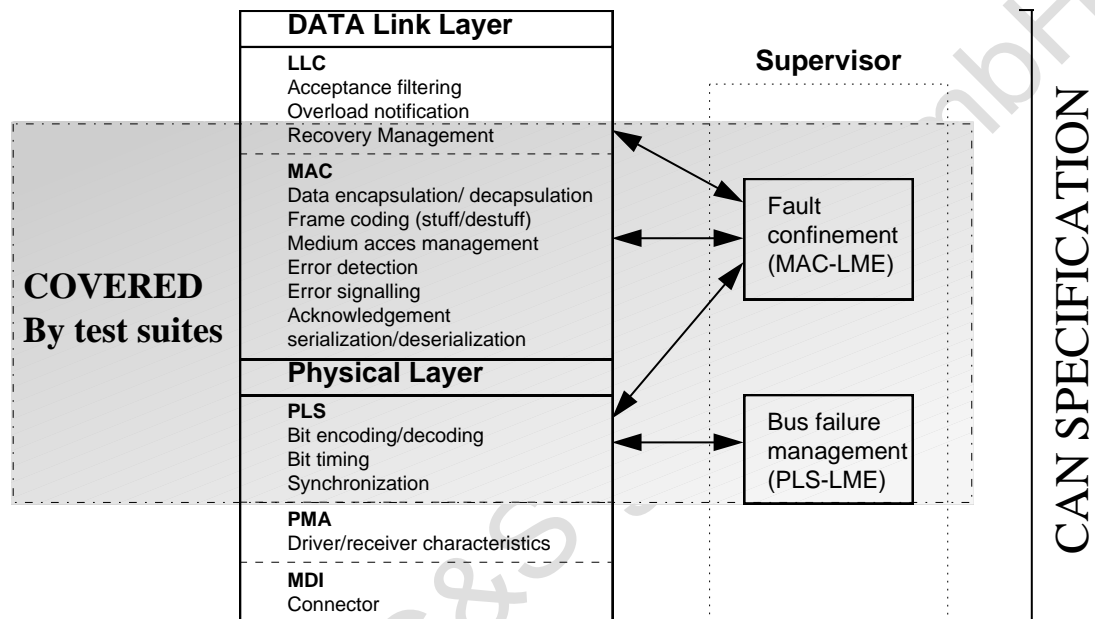 DATA Link Layer
LLC
Acceptance filtering
Overload notification
Recovery Management
MAC
Data encapsulation/ decapsulation
Frame coding (stuff/destuff)
Medium acces management
Error detection
Error signalling
Acknowledgement
serialization/deserialization
Physical Layer
PLS
Bit encoding/decoding
Bit timing
Synchronization
PMA
Driver/receiver characteristics
MDI
Connector
COVERED
By test suites
Supervisor
Fault
confinement
(MAC-LME)
Bus failure
management
(PLS-LME)
CAN SPECIFICATION